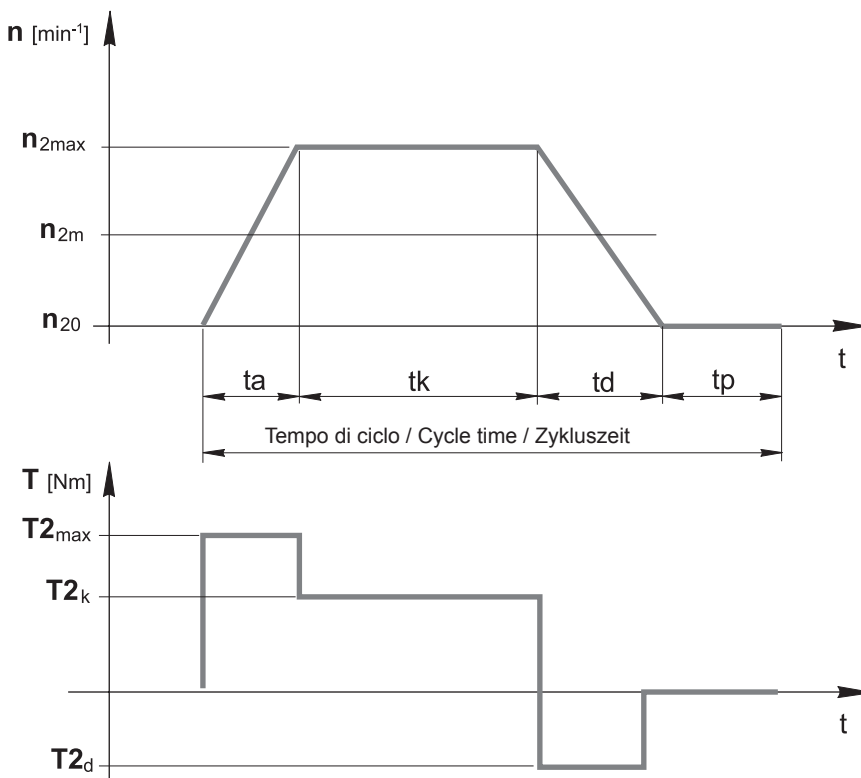 n [min⁻¹]
n2max
n2m
n20
t
ta tk td tp
Tempo di ciclo / Cycle time / Zykluszeit
T [Nm]
T2max
T2k
t
T2d